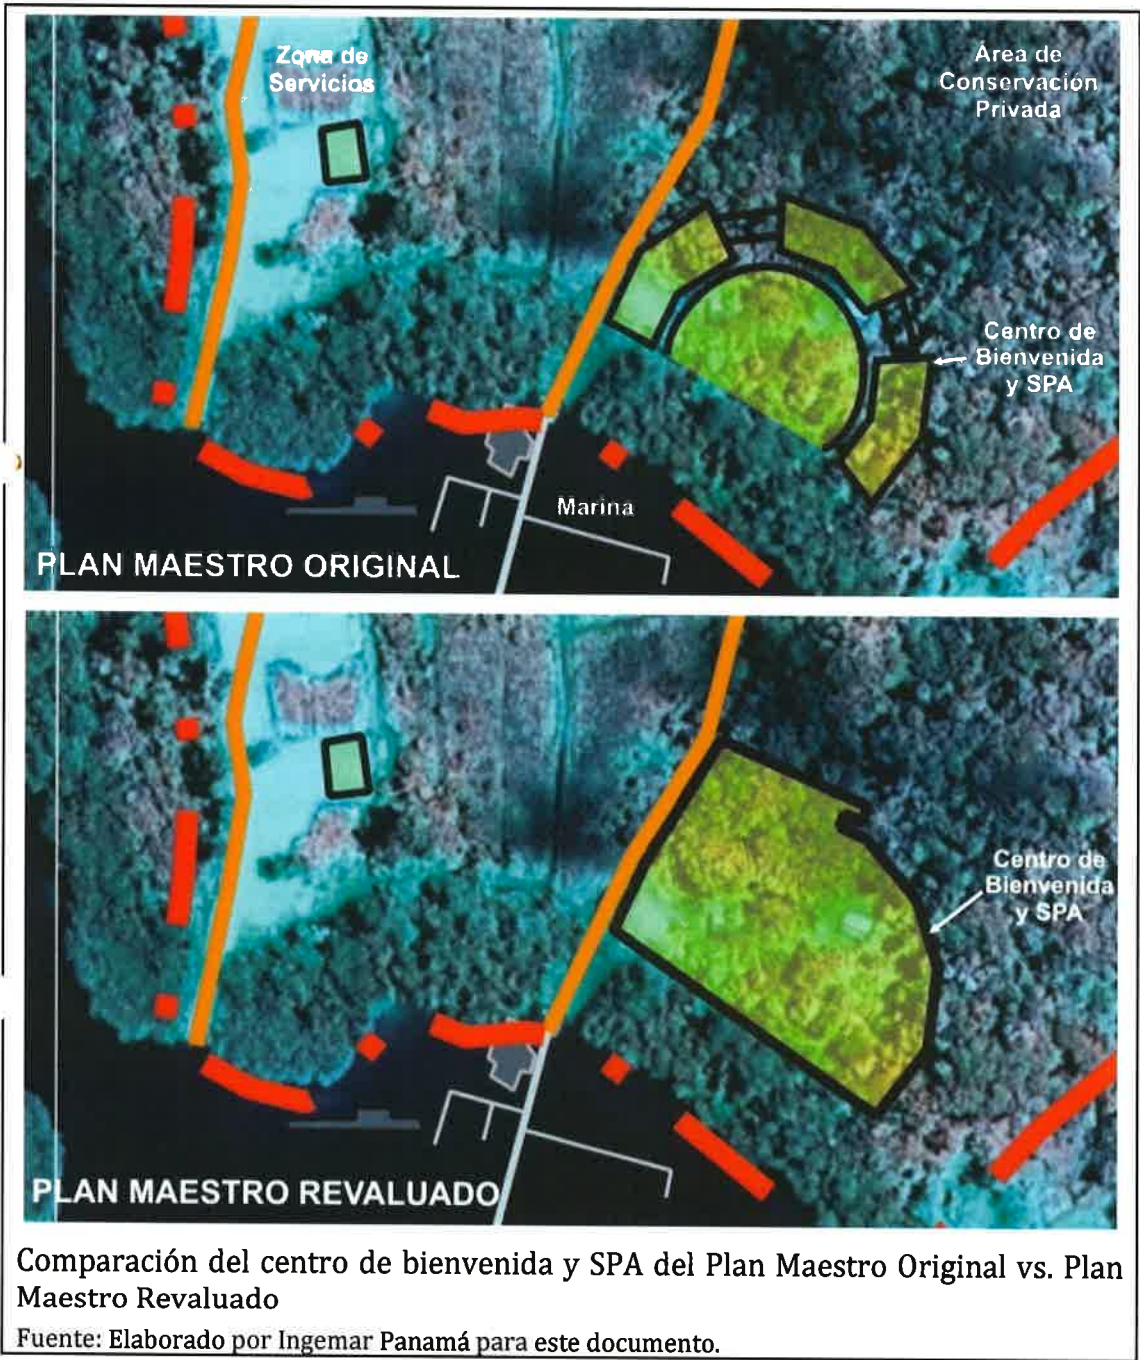 Zona de
Servicios
Área de
Conservación
Privada
Centro de
Bienvenida
y SPA
Marina
PLAN MAESTRO ORIGINAL
Centro de
Bienvenida
y SPA
PLAN MAESTRO REVALUADO
Comparación del centro de bienvenida y SPA del Plan Maestro Original vs. Plan
Maestro Revaluado
Fuente: Elaborado por Ingemar Panamá para este documento.